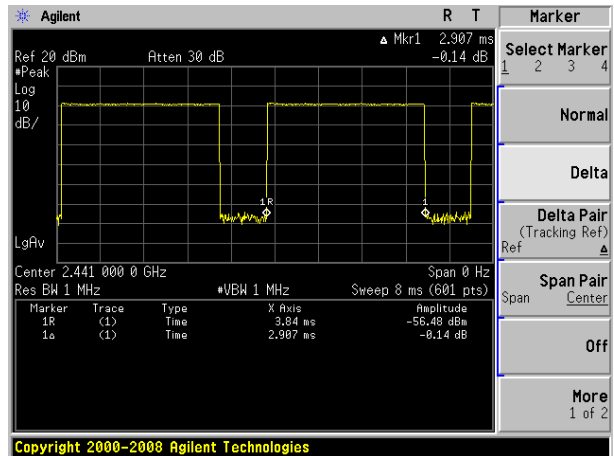 Agilent
R T
Marker
Δ Mkr1 2.907 ms
Ref 20 dBm
Atten 30 dB
-0.14 dB
#Peak
Log
10
dB/
1R
1
LgAv
Center 2.441 000 0 GHz
Span 0 Hz
Res BW 1 MHz
#VBW 1 MHz
Sweep 8 ms (601 pts)
Marker Trace Type X Axis Amplitude
1R (1) Time 3.84 ms -56.48 dBm
1Δ (1) Time 2.907 ms -0.14 dB
Select Marker
1 2 3 4
Normal
Delta
Delta Pair
(Tracking Ref)
Ref Δ
Span Pair
Span Center
Off
More
1 of 2
Copyright 2000-2008 Agilent Technologies